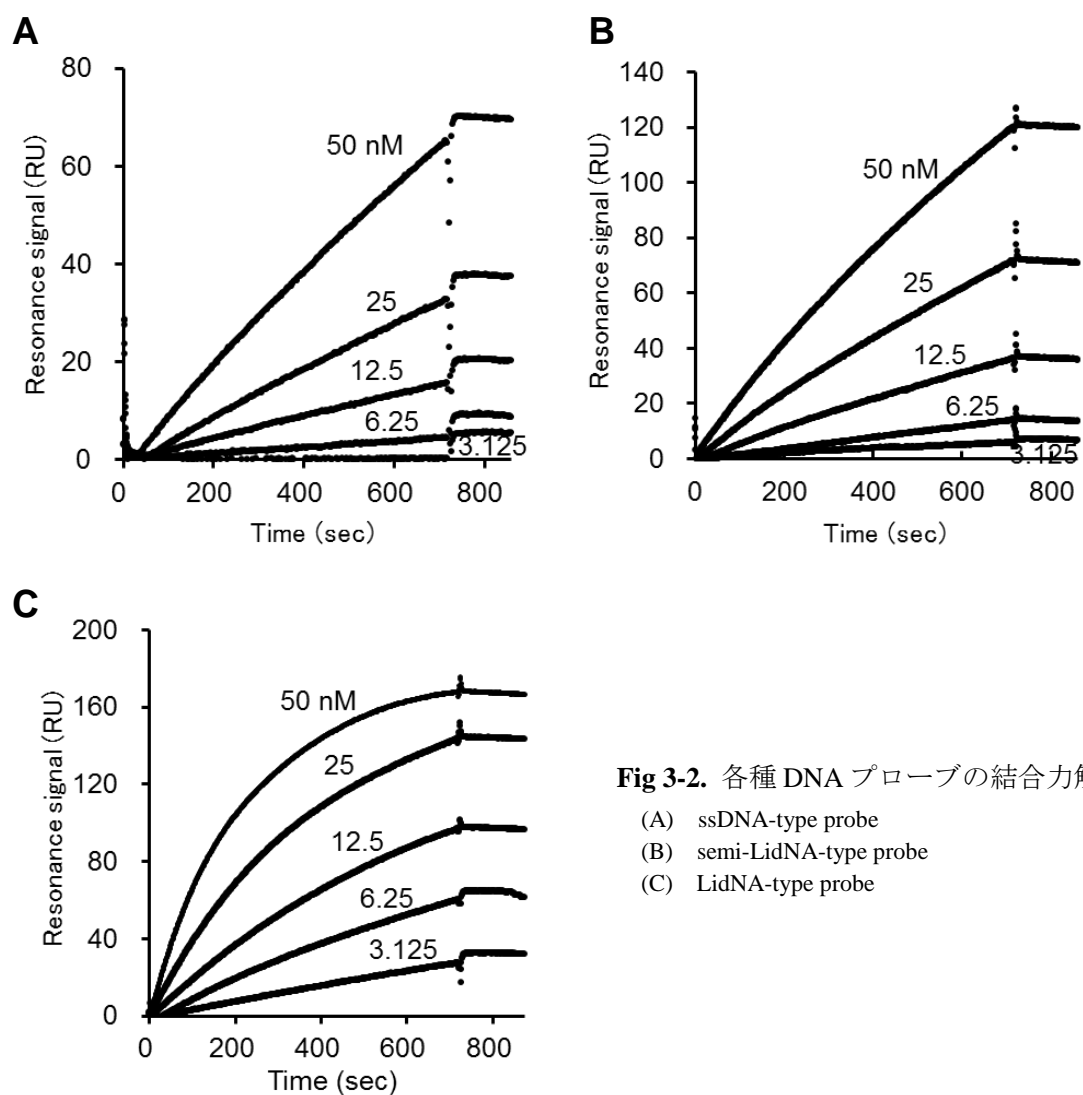 A
80
60
40
20
0
0
200
400
600
800
Resonance signal (RU)
Time (sec)
50 nM
25
12.5
6.25
3.125
B
140
120
100
80
60
40
20
0
0
200
400
600
800
Resonance signal (RU)
Time (sec)
50 nM
25
12.5
6.25
3.125
C
200
160
120
80
40
0
0
200
400
600
800
Resonance signal (RU)
Time (sec)
50 nM
25
12.5
6.25
3.125
Fig 3-2. 各種 DNA プローブの結合力
(A) ssDNA-type probe
(B) semi-LidNA-type probe
(C) LidNA-type probe